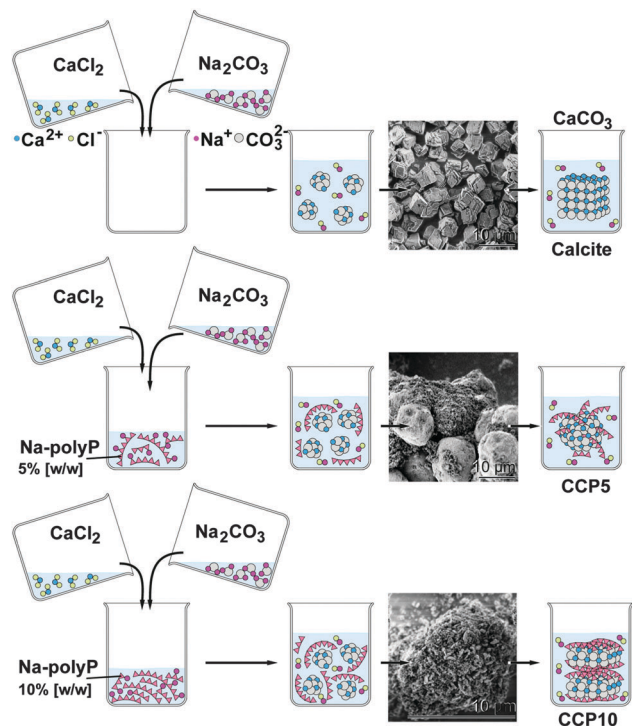 CaCl2
Na2CO3
Ca2+ Cl- Na+ CO32-
CaCO3
10 µm
Calcite
CaCl2
Na2CO3
Na-polyP
5% [w/w]
10 µm
CCP5
CaCl2
Na2CO3
Na-polyP
10% [w/w]
10 µm
CCP10